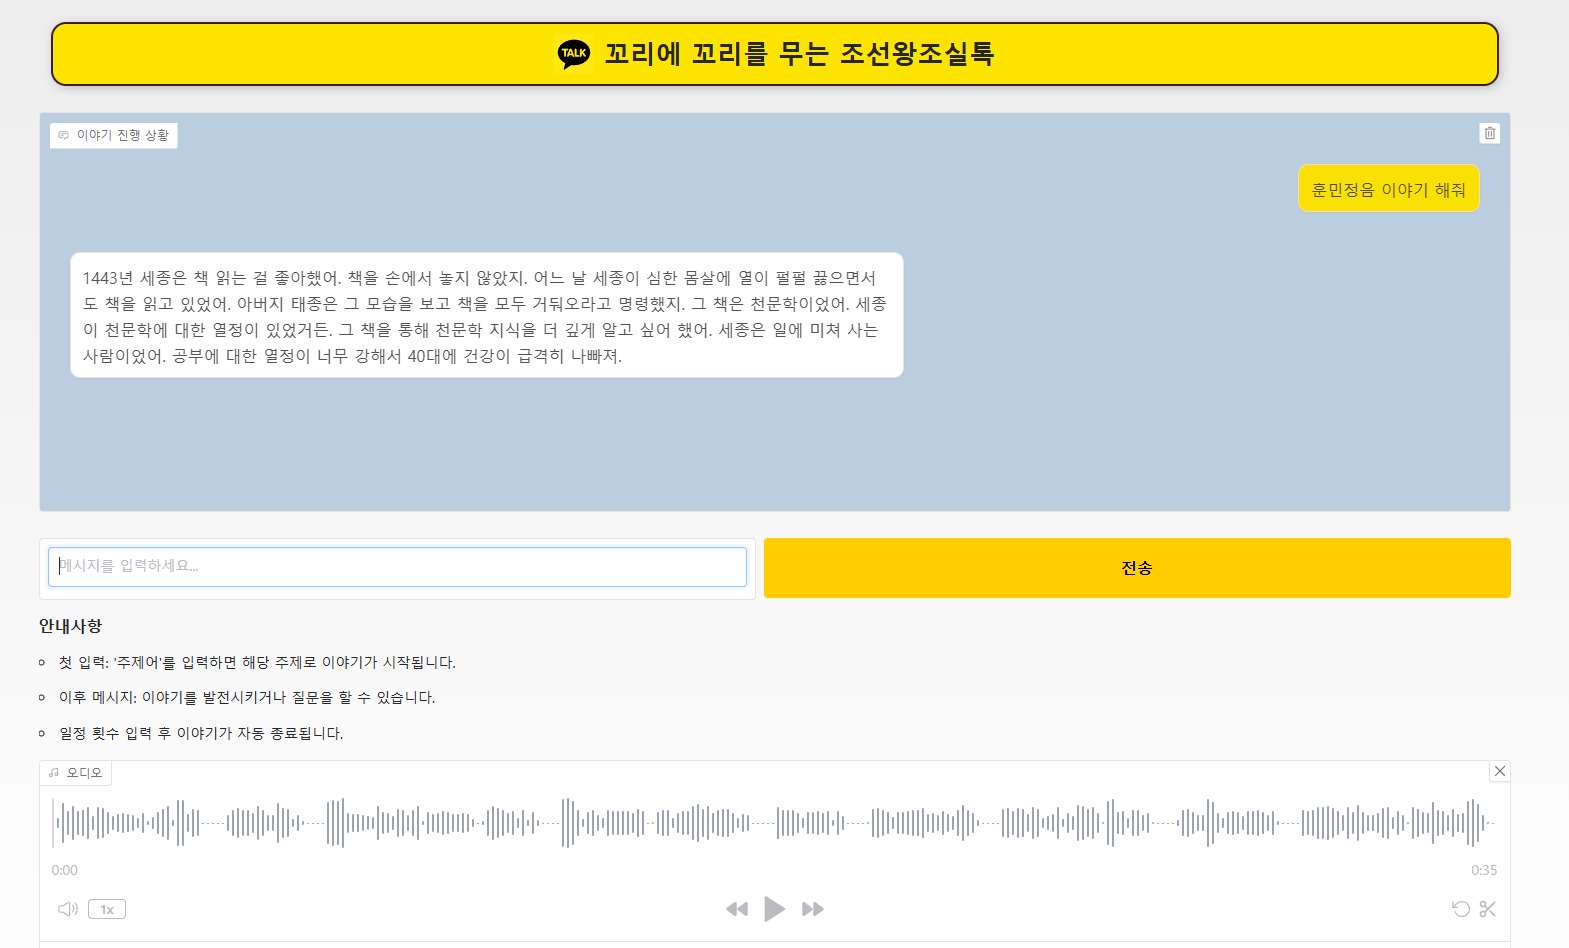 TALK 꼬리에 꼬리를 무는 조선왕조실톡
이야기 진행 상황
훈민정음 이야기 해줘
1443년 세종은 책 읽는 걸 좋아했어. 책을 손에서 놓지 않았지. 어느 날 세종이 심한 몸살에 열이 펄펄 끓으면서
도 책을 읽고 있었어. 아버지 태종은 그 모습을 보고 책을 모두 거둬오라고 명령했지. 그 책은 천문학이었어. 세종
이 천문학에 대한 열정이 있었거든. 그 책을 통해 천문학 지식을 더 깊게 알고 싶어 했어. 세종은 일에 미쳐 사는
사람이었어. 공부에 대한 열정이 너무 강해서 40대에 건강이 급격히 나빠져.
메시지를 입력하세요...
전송
안내사항
첫 입력: '주제어'를 입력하면 해당 주제로 이야기가 시작됩니다.
이후 메시지: 이야기를 발전시키거나 질문을 할 수 있습니다.
일정 횟수 입력 후 이야기가 자동 종료됩니다.
오디오
0:00
0:35
1x